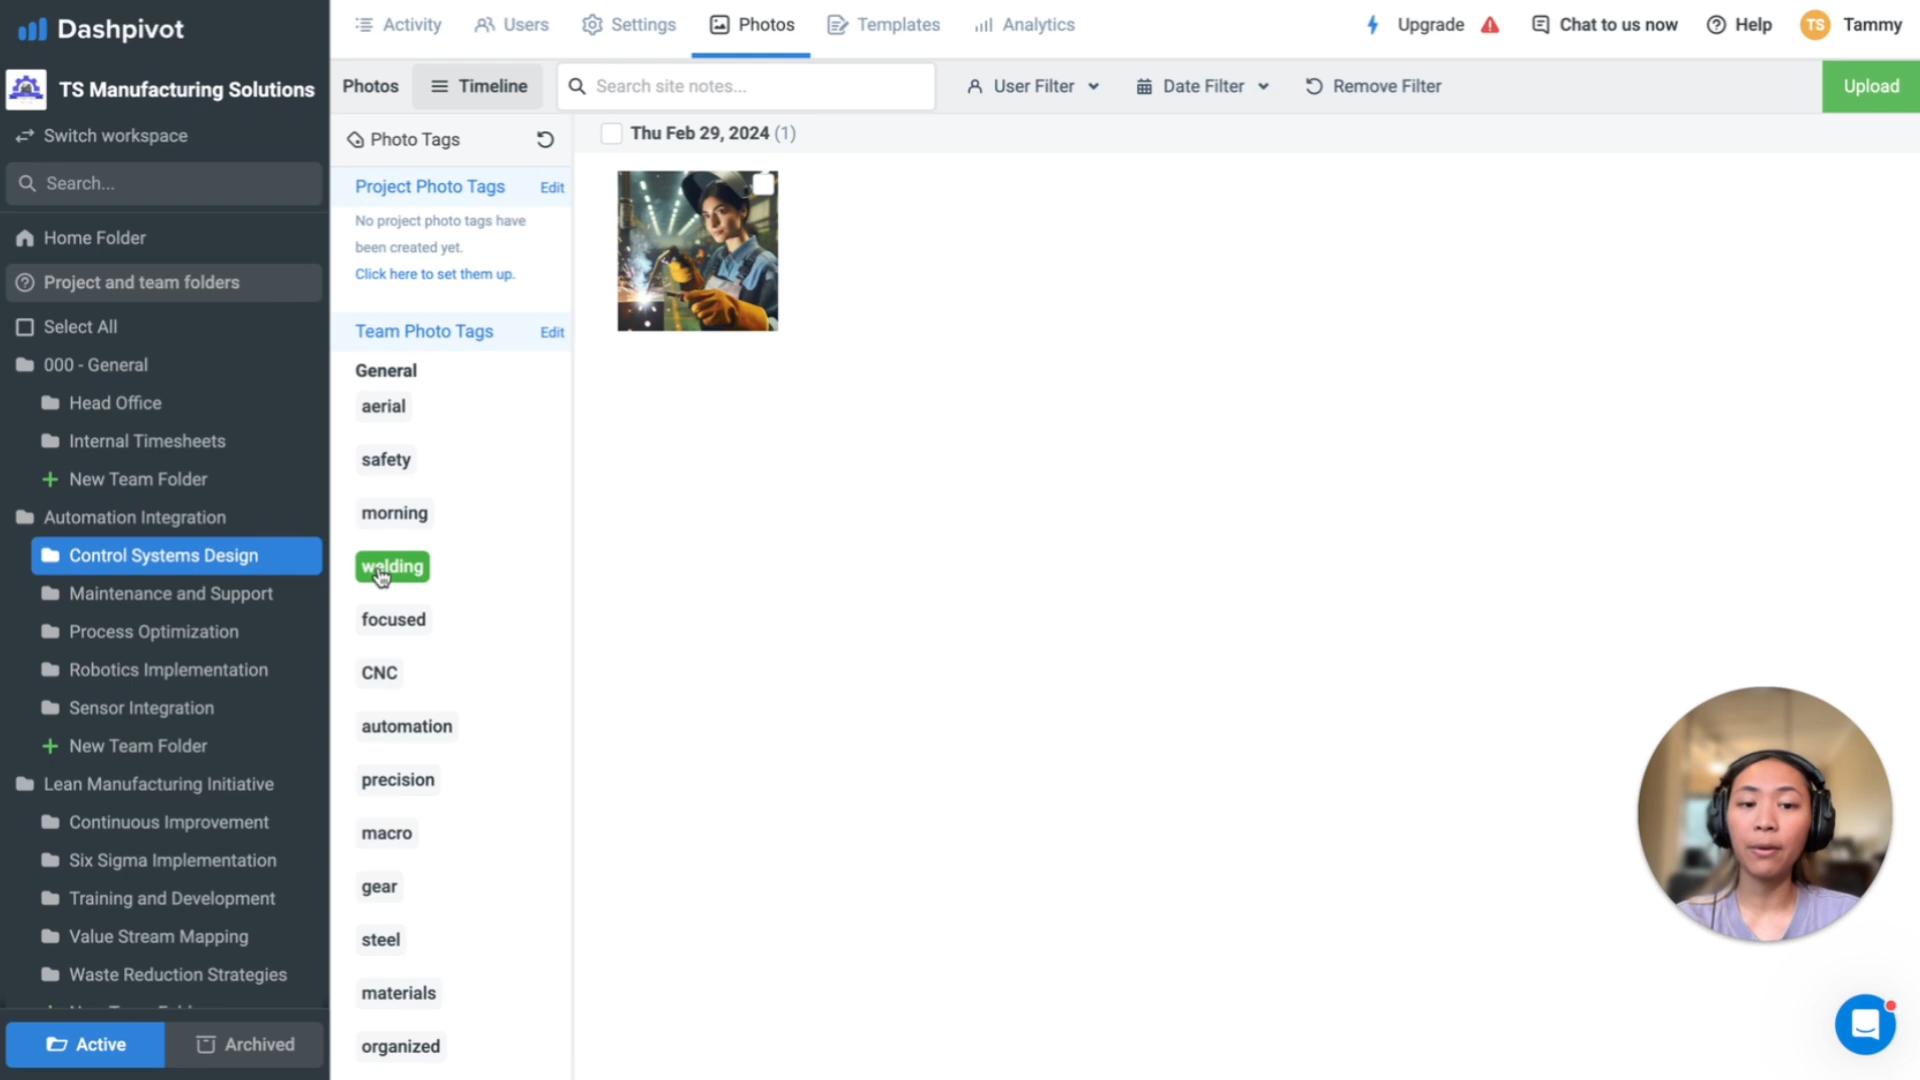 Dashpivot
TS Manufacturing Solutions
Switch workspace
Search...
Home Folder
Project and team folders
Select All
000 - General
Head Office
Internal Timesheets
New Team Folder
Automation Integration
Control Systems Design
Maintenance and Support
Process Optimization
Robotics Implementation
Sensor Integration
New Team Folder
Lean Manufacturing Initiative
Continuous Improvement
Six Sigma Implementation
Training and Development
Value Stream Mapping
Waste Reduction Strategies
Active
Archived
Activity
Users
Settings
Photos
Templates
Analytics
Upgrade
Chat to us now
Help
TS
Tammy
Photos
Timeline
Search site notes...
User Filter
Date Filter
Remove Filter
Upload
Photo Tags
Project Photo Tags
Edit
No project photo tags have
been created yet.
Click here to set them up.
Team Photo Tags
Edit
General
aerial
safety
morning
welding
focused
CNC
automation
precision
macro
gear
steel
materials
organized
Thu Feb 29, 2024 (1)